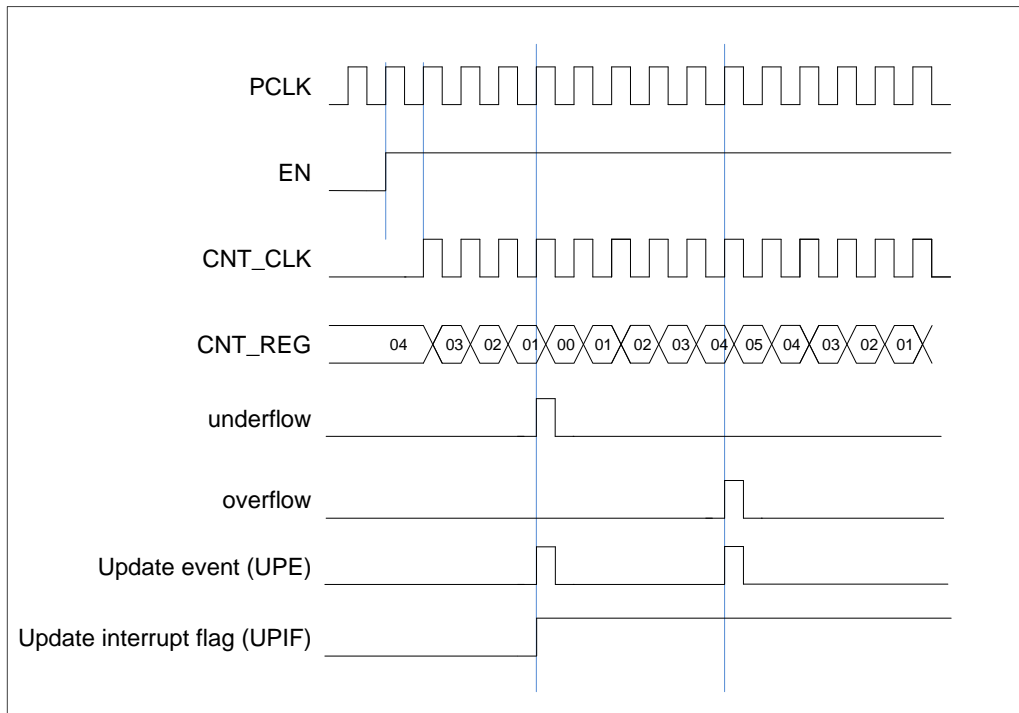 PCLK
EN
CNT_CLK
CNT_REG 04 03 02 01 00 01 02 03 04 05 04 03 02 01
underflow
overflow
Update event (UPE)
Update interrupt flag (UPIF)